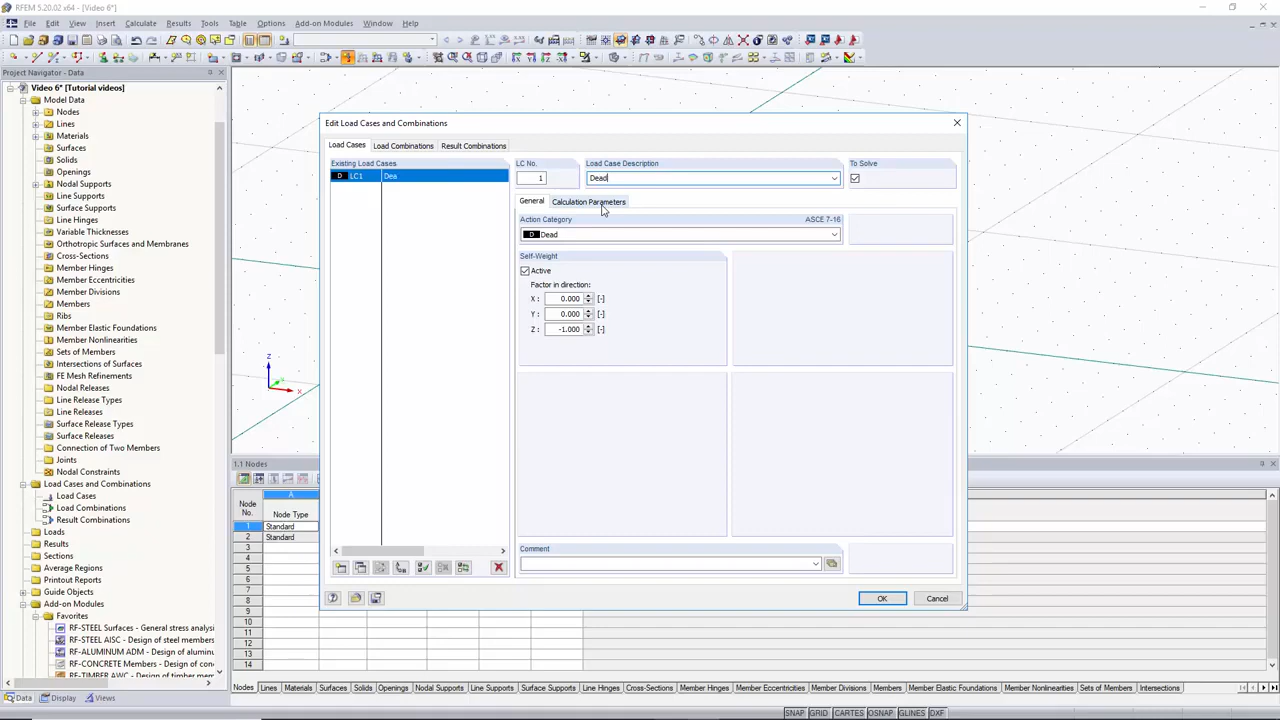 RFEM 5.20.02 x64 - [Video 6*]
File Edit View Insert Calculate Results Tools Table Options Add-on Modules Window Help
Project Navigator - Data
Video 6* [Tutorial videos]
Model Data
Nodes
Lines
Materials
Surfaces
Solids
Openings
Nodal Supports
Line Supports
Surface Supports
Line Hinges
Variable Thicknesses
Orthotropic Surfaces and Membranes
Cross-Sections
Member Hinges
Member Eccentricities
Member Divisions
Members
Ribs
Member Elastic Foundations
Member Nonlinearities
Sets of Members
Intersections of Surfaces
FE Mesh Refinements
Nodal Releases
Line Release Types
Line Releases
Surface Release Types
Surface Releases
Connection of Two Members
Joints
Nodal Constraints
Load Cases and Combinations
Load Cases
Load Combinations
Result Combinations
Loads
Results
Sections
Average Regions
Printout Reports
Guide Objects
Add-on Modules
Favorites
RF-STEEL Surfaces - General stress analysi
RF-STEEL AISC - Design of steel members
RF-ALUMINUM ADM - Design of aluminum
RF-CONCRETE Members - Design of conc
RF-TIMBER AWC - Design of timber mem
Data Display Views
Z
X
Edit Load Cases and Combinations
Load Cases Load Combinations Result Combinations
Existing Load Cases
D LC1 Dea
LC No.
1
Load Case Description
Dead
To Solve
General Calculation Parameters
Action Category ASCE 7-16
D Dead
Self-Weight
Active
Factor in direction:
X : 0.000 [-]
Y : 0.000 [-]
Z : -1.000 [-]
Comment
OK Cancel
1.1 Nodes
A
Node No.
Node Type
1 Standard
2 Standard
3
4
5
6
7
8
9
10
11
12
13
14
Nodes Lines Materials Surfaces Solids Openings Nodal Supports Line Supports Surface Supports Line Hinges Cross-Sections Member Hinges Member Eccentricities Member Divisions Members Member Elastic Foundations Member Nonlinearities Sets of Members Intersections
SNAP GRID CARTES OSNAP GLINES DXF